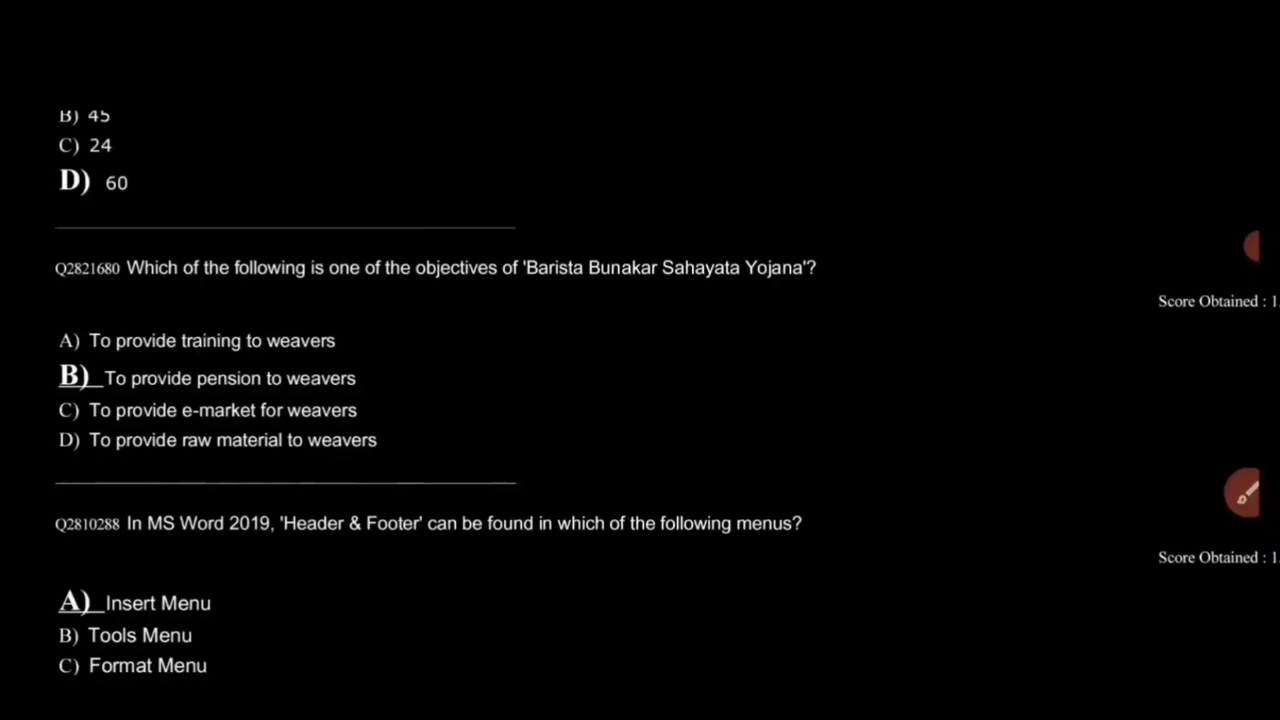 B) 45
C) 24
D) 60
Q2821680 Which of the following is one of the objectives of 'Barista Bunakar Sahayata Yojana'?
Score Obtained : 1
A) To provide training to weavers
B) To provide pension to weavers
C) To provide e-market for weavers
D) To provide raw material to weavers
Q2810288 In MS Word 2019, 'Header & Footer' can be found in which of the following menus?
Score Obtained : 1
A) Insert Menu
B) Tools Menu
C) Format Menu